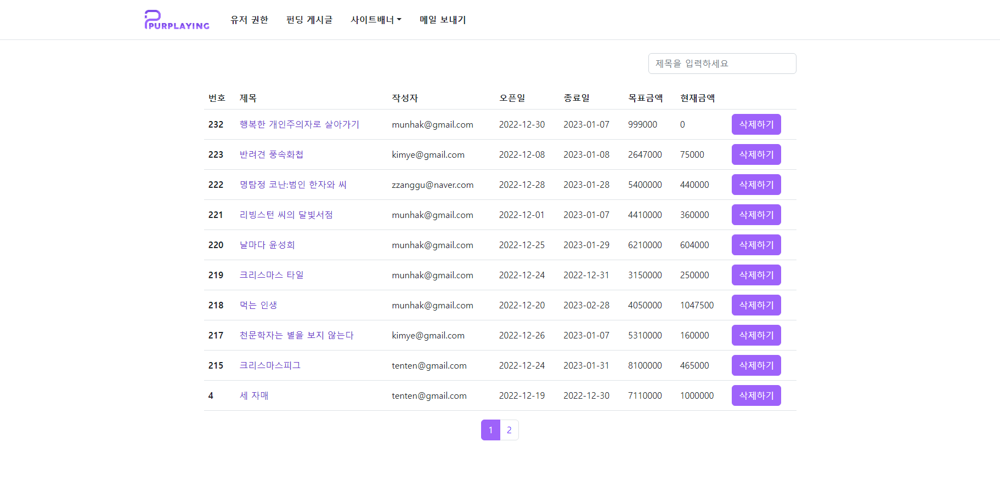 PURPLAYING 유저 권한 펀딩 게시글 사이트배너 메일 보내기
제목을 입력하세요
번호 제목 작성자 오픈일 종료일 목표금액 현재금액
232 행복한 개인주의자로 살아가기 munhak@gmail.com 2022-12-30 2023-01-07 999000 0 삭제하기
223 반려견 풍속화첩 kimye@gmail.com 2022-12-08 2023-01-08 2647000 75000 삭제하기
222 명탐정 코난:범인 한자와 씨 zzanggu@naver.com 2022-12-28 2023-01-28 5400000 440000 삭제하기
221 리빙스턴 씨의 달빛서점 munhak@gmail.com 2022-12-01 2023-01-07 4410000 360000 삭제하기
220 날마다 윤성희 munhak@gmail.com 2022-12-25 2023-01-29 6210000 604000 삭제하기
219 크리스마스 타일 munhak@gmail.com 2022-12-24 2022-12-31 3150000 250000 삭제하기
218 먹는 인생 munhak@gmail.com 2022-12-20 2023-02-28 4050000 1047500 삭제하기
217 천문학자는 별을 보지 않는다 kimye@gmail.com 2022-12-26 2023-01-07 5310000 160000 삭제하기
215 크리스마스피그 tenten@gmail.com 2022-12-24 2023-01-31 8100000 465000 삭제하기
4 세 자매 tenten@gmail.com 2022-12-19 2022-12-30 7110000 1000000 삭제하기
1 2